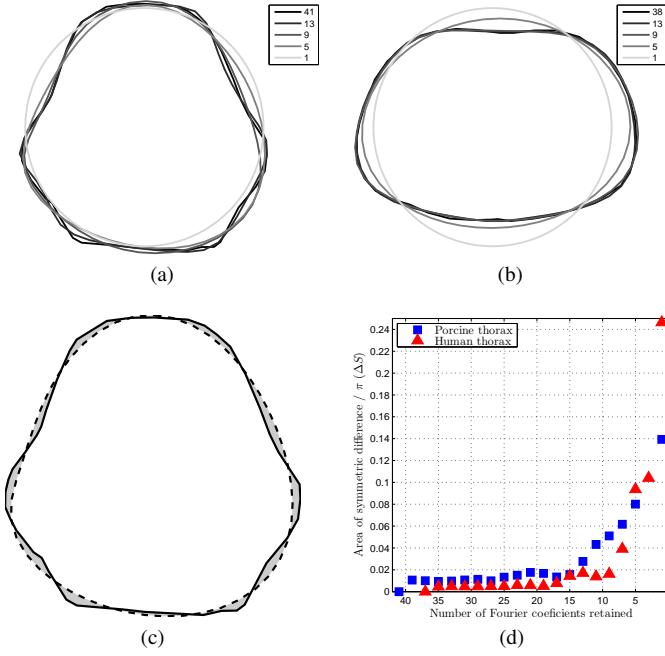 41
13
9
5
1
(a)
38
13
9
5
1
(b)
(c)
Porcine thorax
Human thorax
Area of symmetric difference / π (ΔS)
0.24
0.22
0.2
0.18
0.16
0.14
0.12
0.1
0.08
0.06
0.04
0.02
40 35 30 25 20 15 10 5
Number of Fourier coeficients retained
(d)